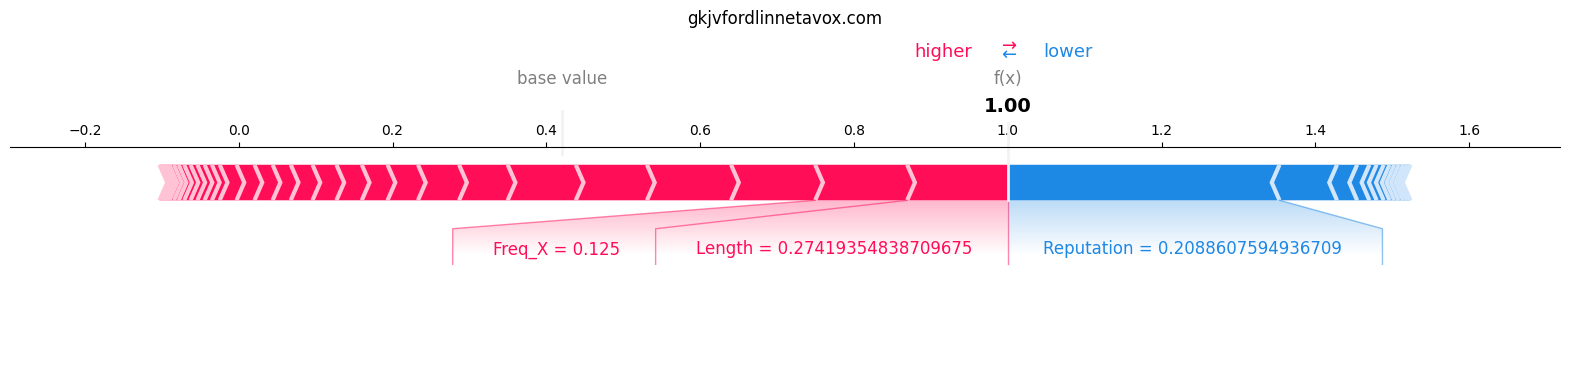 gkjvfordlinnetavox.com
higher ⇄ lower
base value f(x)
1.00
−0.2 0.0 0.2 0.4 0.6 0.8 1.0 1.2 1.4 1.6
Freq_X = 0.125 Length = 0.27419354838709675 Reputation = 0.2088607594936709